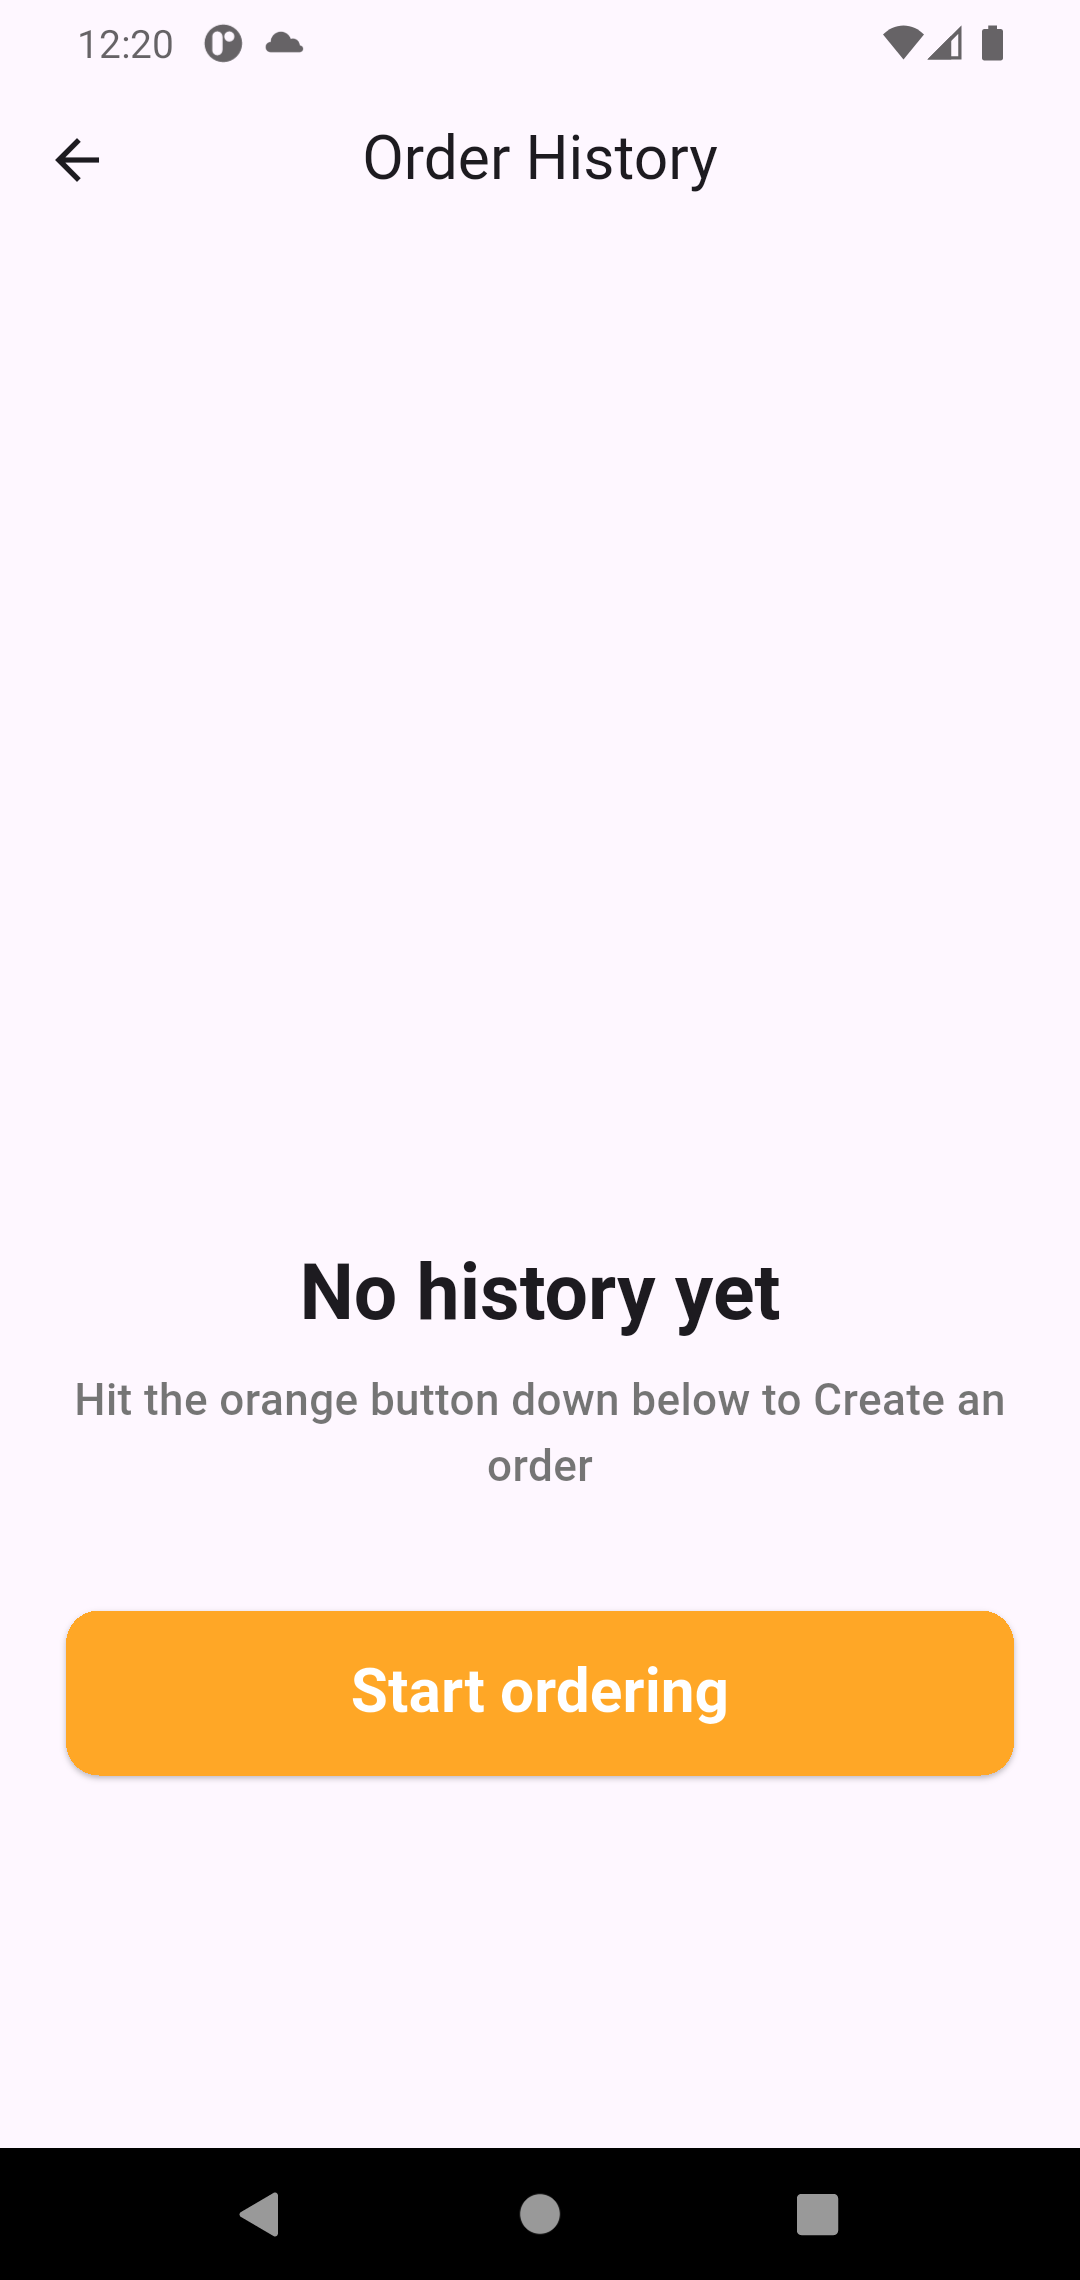 12:20
Order History
No history yet
Hit the orange button down below to Create an
order
Start ordering